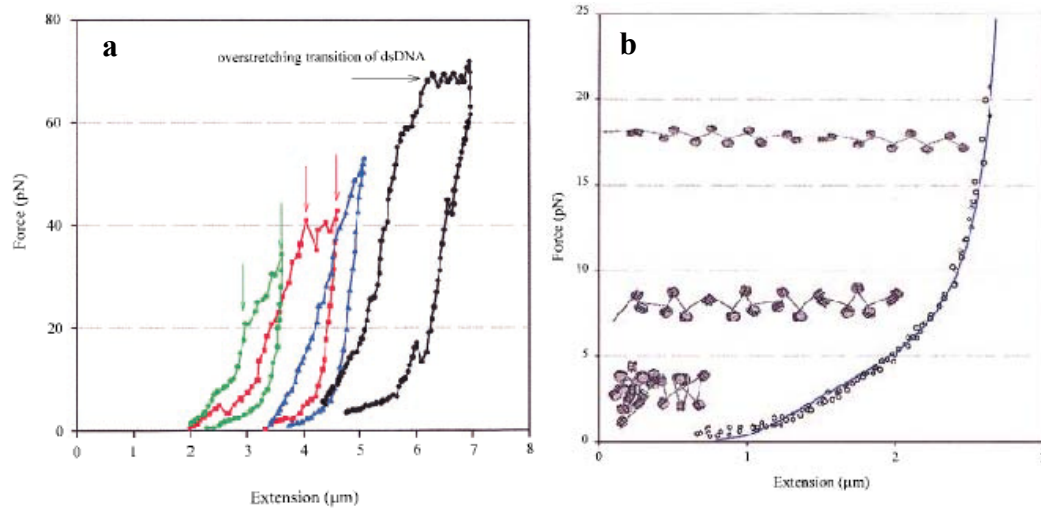 a
80
60
40
20
0
overstretching transition of dsDNA
Force (pN)
0 1 2 3 4 5 6 7 8
Extension (µm)
b
25
20
15
10
5
0
Force (pN)
0 1 2
Extension (µm)